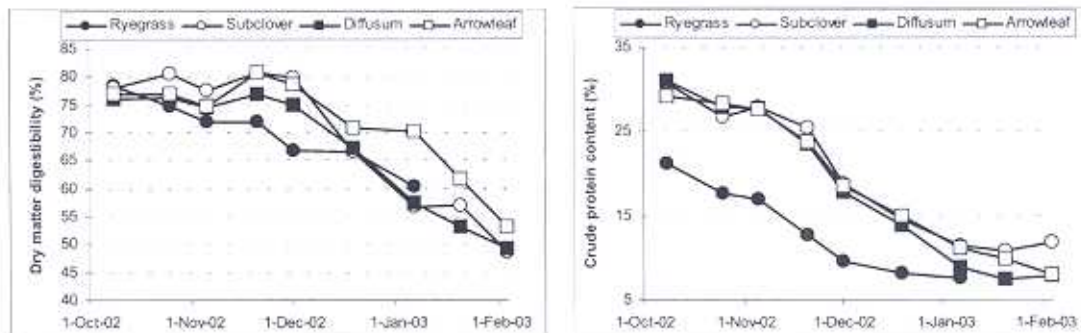 Ryegrass Subclover Diffusum Arrowleaf
85
80
75
70
65
60
55
50
45
40
Dry matter digestibility (%)
1-Oct-02 1-Nov-02 1-Dec-02 1-Jan-03 1-Feb-03
Ryegrass Subclover Diffusum Arrowleaf
35
25
15
5
Crude protein content (%)
1-Oct-02 1-Nov-02 1-Dec-02 1-Jan-03 1-Feb-03